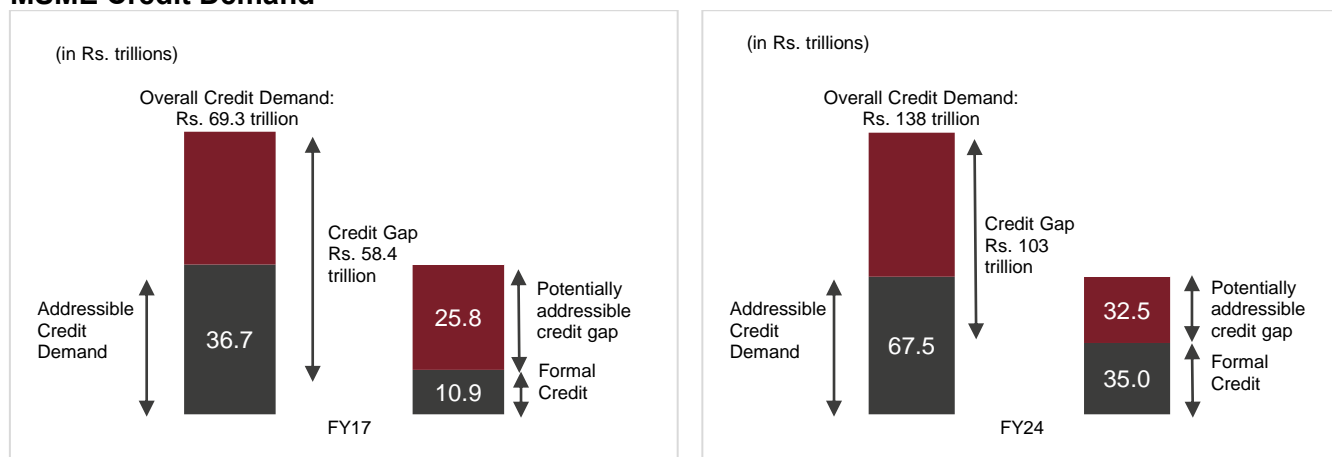 MSME Credit Demand
(in Rs. trillions)
Overall Credit Demand:
Rs. 69.3 trillion
Credit Gap
Rs. 58.4
trillion
Addressible
Credit
Demand
36.7
25.8
10.9
Potentially
addressible
credit gap
Formal
Credit
FY17
(in Rs. trillions)
Overall Credit Demand:
Rs. 138 trillion
Credit Gap
Rs. 103
trillion
Addressible
Credit
Demand
67.5
32.5
35.0
Potentially
addressible
credit gap
Formal
Credit
FY24